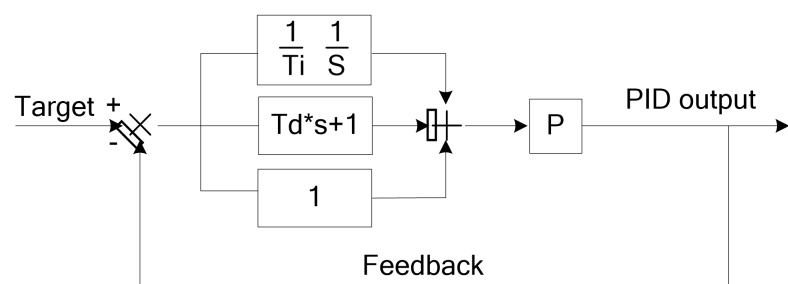 1 1
Ti S
Target +
-
Td*s+1
P
PID output
1
Feedback